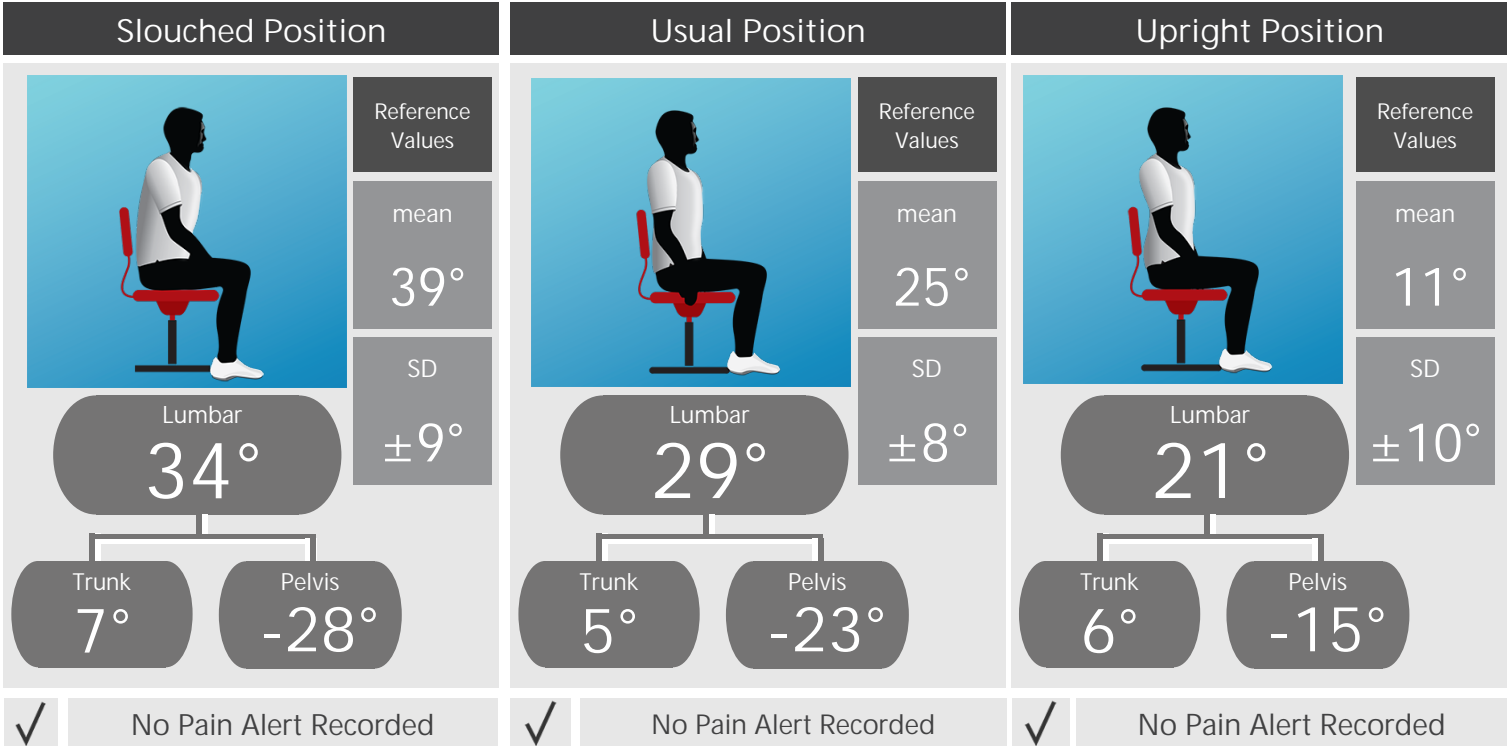 Slouched Position
Reference
Values
mean
39°
SD
±9°
Lumbar
34°
Trunk
7°
Pelvis
-28°
No Pain Alert Recorded
Usual Position
Reference
Values
mean
25°
SD
±8°
Lumbar
29°
Trunk
5°
Pelvis
-23°
No Pain Alert Recorded
Upright Position
Reference
Values
mean
11°
SD
±10°
Lumbar
21°
Trunk
6°
Pelvis
-15°
No Pain Alert Recorded